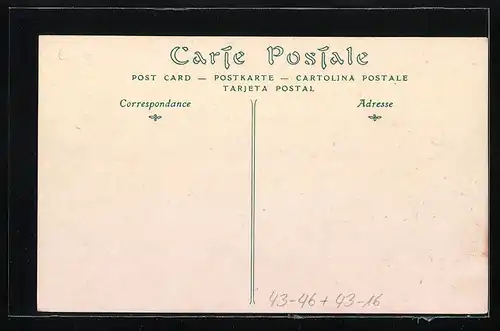 Carte Postale
POST CARD — POSTKARTE — CARTOLINA POSTALE
TARJETA POSTAL
Correspondance
Adresse
43-46 + 43-16